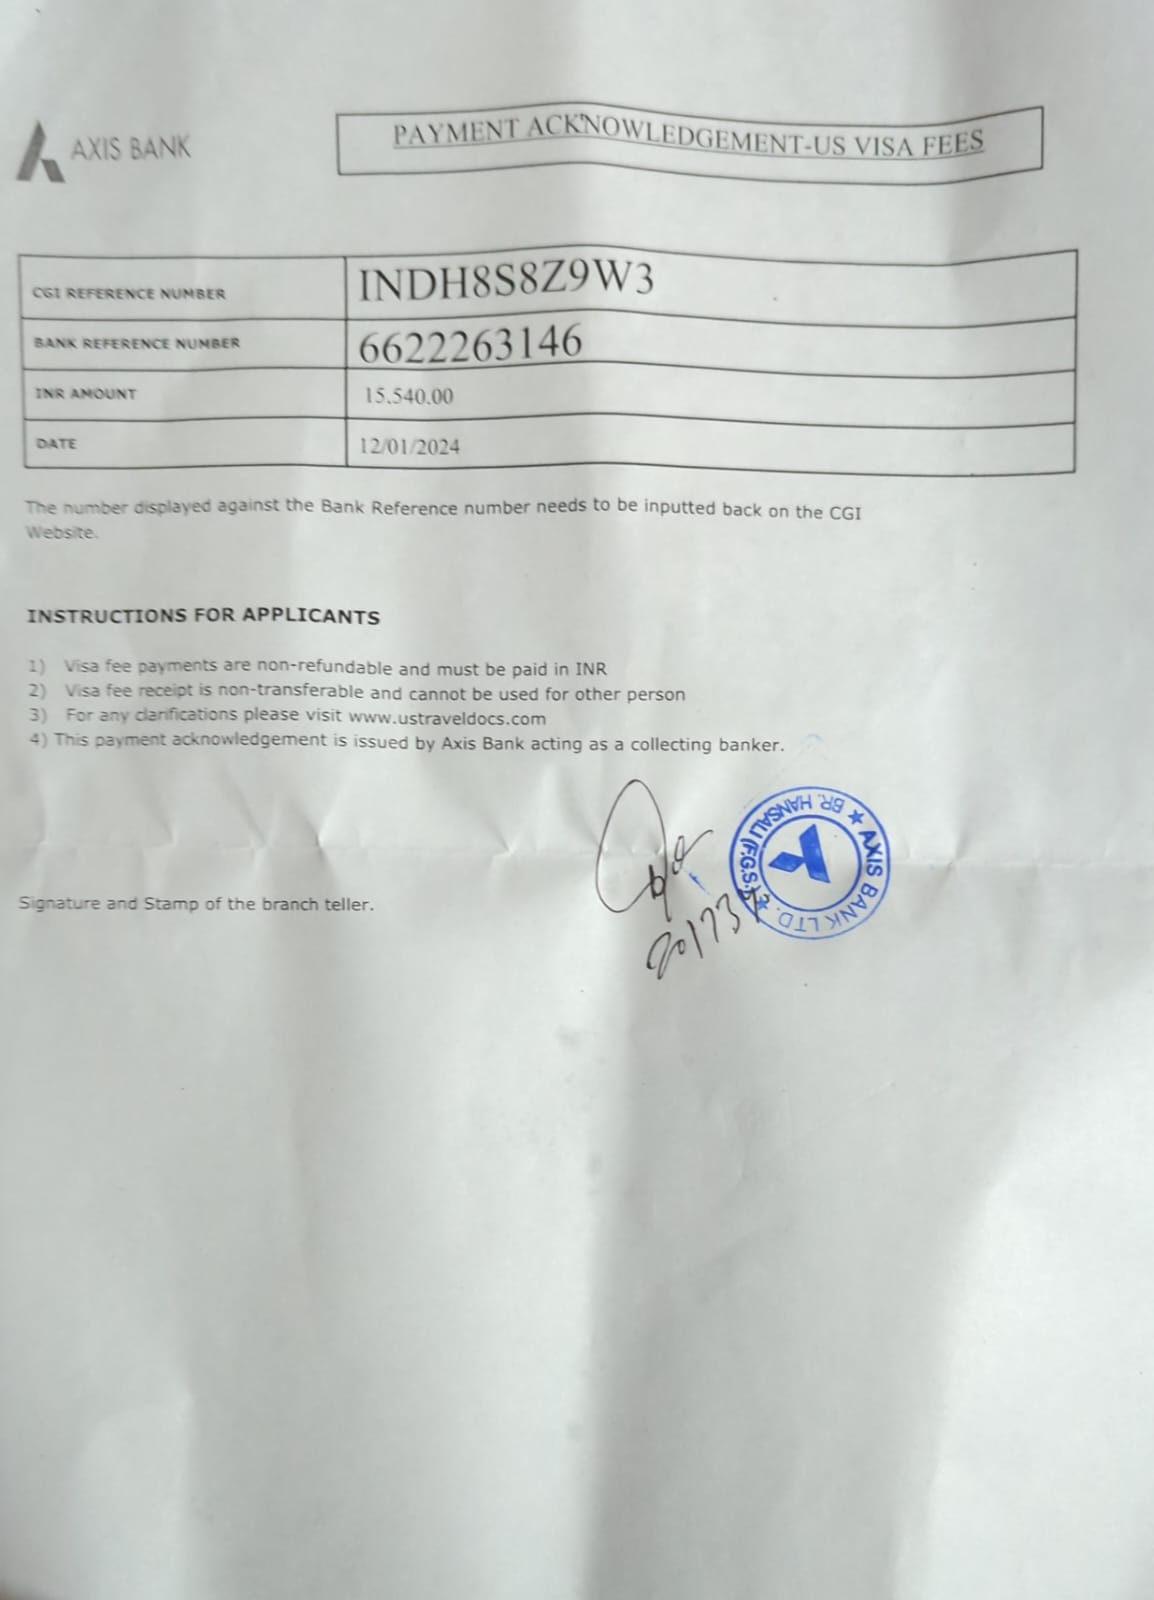 AXIS BANK
PAYMENT ACKNOWLEDGEMENT-US VISA FEES
CGI REFERENCE NUMBER INDH8S8Z9W3
BANK REFERENCE NUMBER 6622263146
INR AMOUNT 15.540.00
DATE 12/01/2024
The number displayed against the Bank Reference number needs to be inputted back on the CGI
Website.
INSTRUCTIONS FOR APPLICANTS
1) Visa fee payments are non-refundable and must be paid in INR
2) Visa fee receipt is non-transferable and cannot be used for other person
3) For any clarifications please visit www.ustraveldocs.com
4) This payment acknowledgement is issued by Axis Bank acting as a collecting banker.
AXIS BANK LTD. ★ BR. HANSALI (F.G.S.) ★
Signature and Stamp of the branch teller.